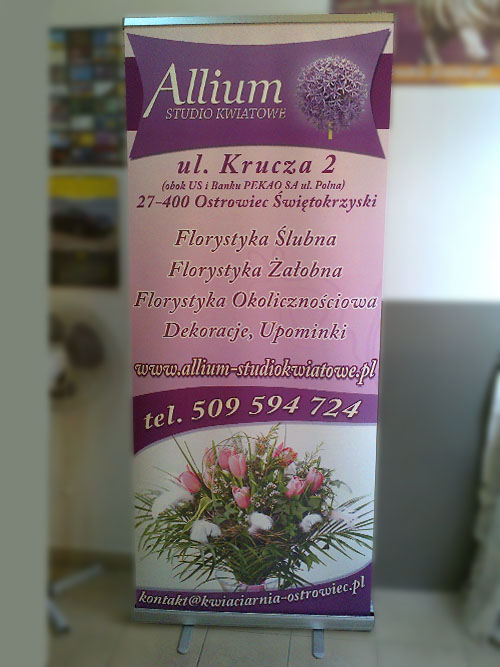 Allium
STUDIO KWIATOWE
ul. Krucza 2
(obok US i Banku PEKAO SA ul. Polna)
27-400 Ostrowiec Świętokrzyski
Florystyka Ślubna
Florystyka Żałobna
Florystyka Okolicznościowa
Dekoracje, Upominki
www.allium-studiokwiatowe.pl
tel. 509 594 724
kontakt@kwiaciarnia-ostrowiec.pl